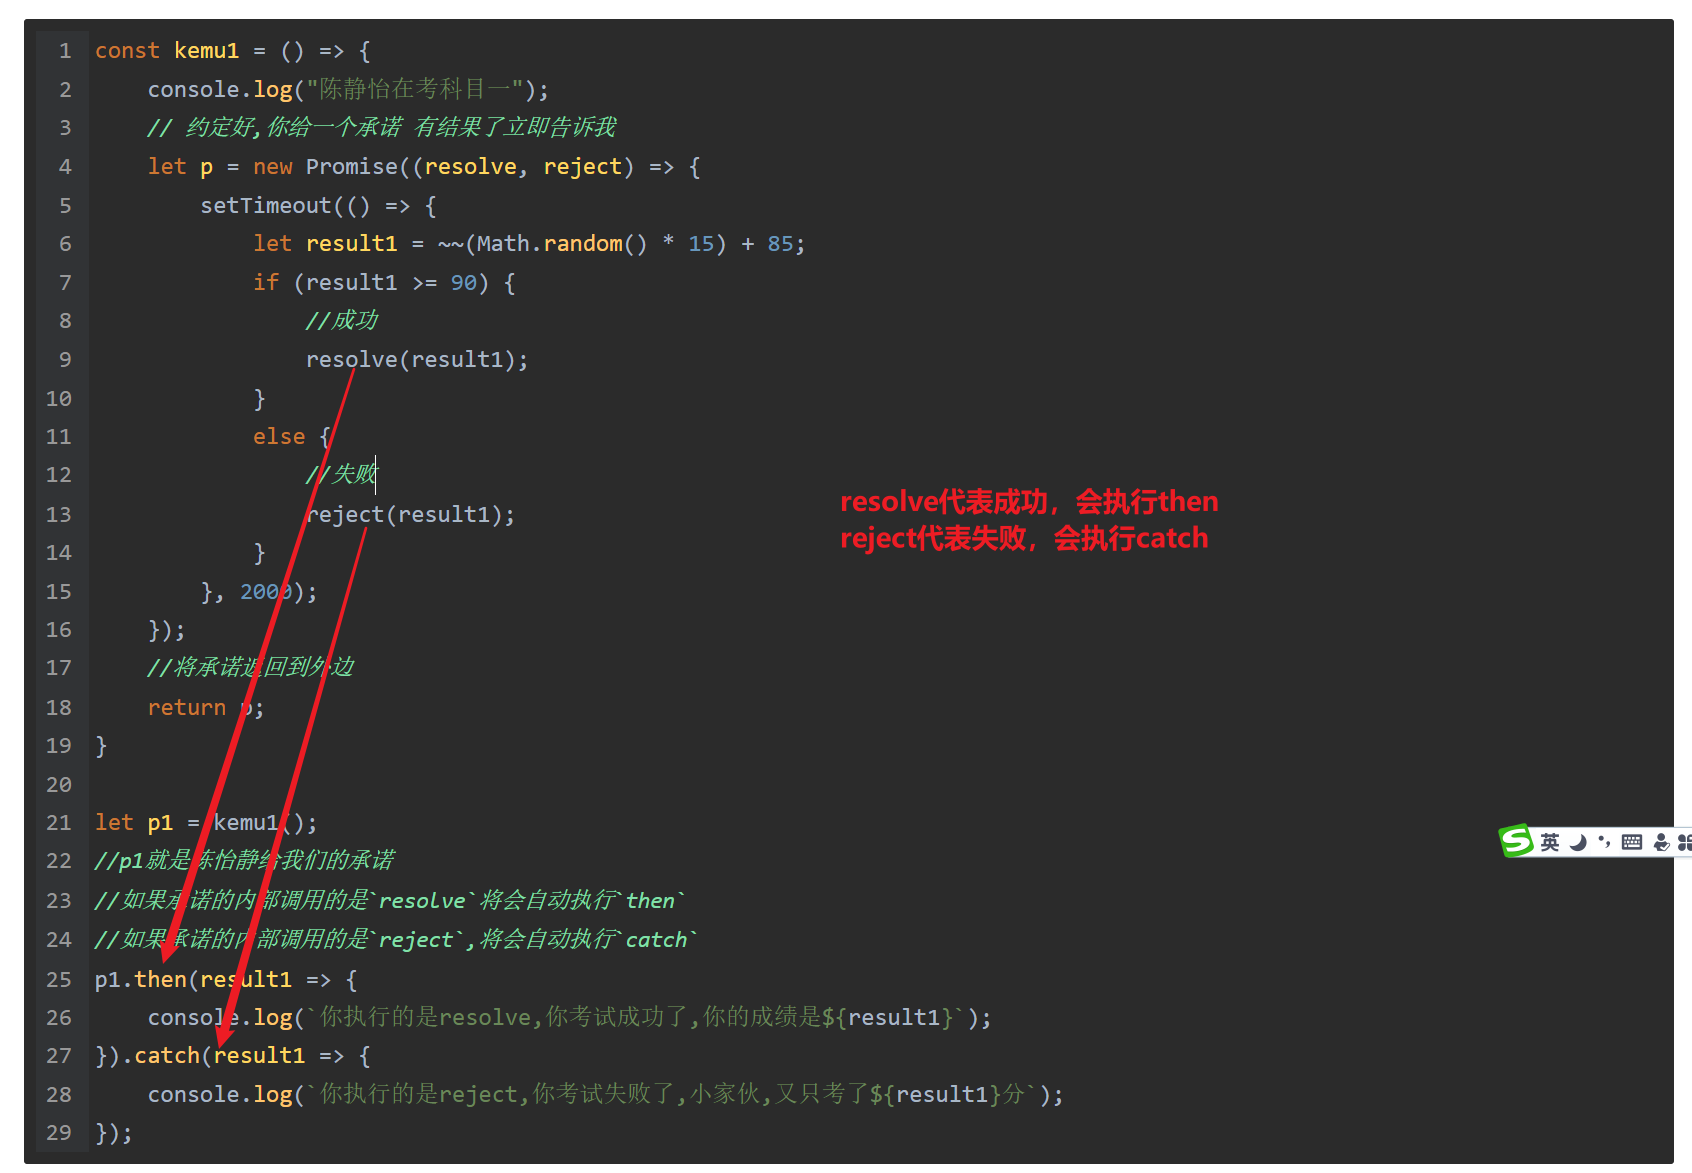 1 const kemu1 = () => {
2 console.log("陈静怡在考科目一");
3 // 约定好,你给一个承诺 有结果了立即告诉我
4 let p = new Promise((resolve, reject) => {
5 setTimeout(() => {
6 let result1 = ~~(Math.random() * 15) + 85;
7 if (result1 >= 90) {
8 //成功
9 resolve(result1);
10 }
11 else {
12 //失败
13 reject(result1);
14 }
15 }, 2000);
16 });
17 //将承诺返回到外边
18 return p;
19 }
20
21 let p1 = kemu1();
22 //p1就是陈怡静给我们的承诺
23 //如果承诺的内部调用的是`resolve`将会自动执行`then`
24 //如果承诺的内部调用的是`reject`,将会自动执行`catch`
25 p1.then(result1 => {
26 console.log(`你执行的是resolve,你考试成功了,你的成绩是${result1}`);
27 }).catch(result1 => {
28 console.log(`你执行的是reject,你考试失败了,小家伙,又只考了${result1}分`);
29 });
resolve代表成功，会执行then
reject代表失败，会执行catch
英